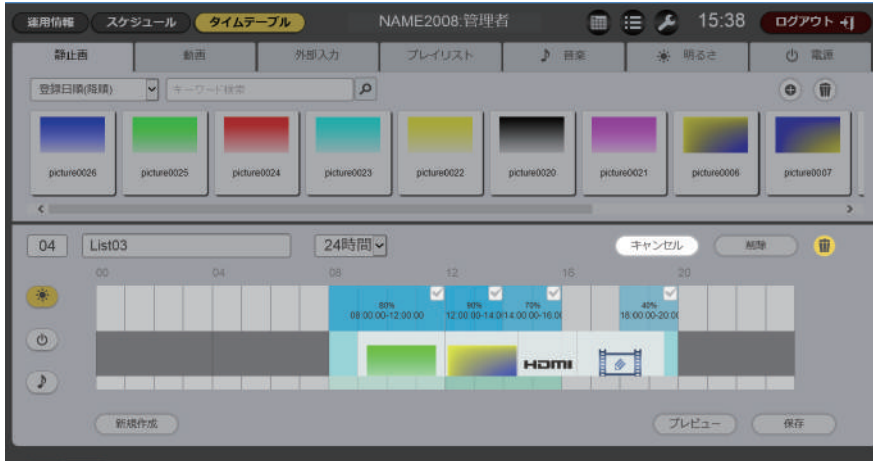 運用情報 スケジュール タイムテーブル NAME2008:管理者 15:38 ログアウト
静止画 動画 外部入力 プレイリスト 音楽 明るさ 電源
登録日順(降順) キーワード検索
picture0026 picture0025 picture0024 picture0023 picture0022 picture0020 picture0021 picture0006 picture0007
04 List03 24時間 キャンセル 削除
00 04 08 12 16 20
80% 90% 70% 40%
08:00:00-12:00:00 12:00:00-14:0 14:00:00-16:00 18:00:00-20:00
HDMI
新規作成 プレビュー 保存